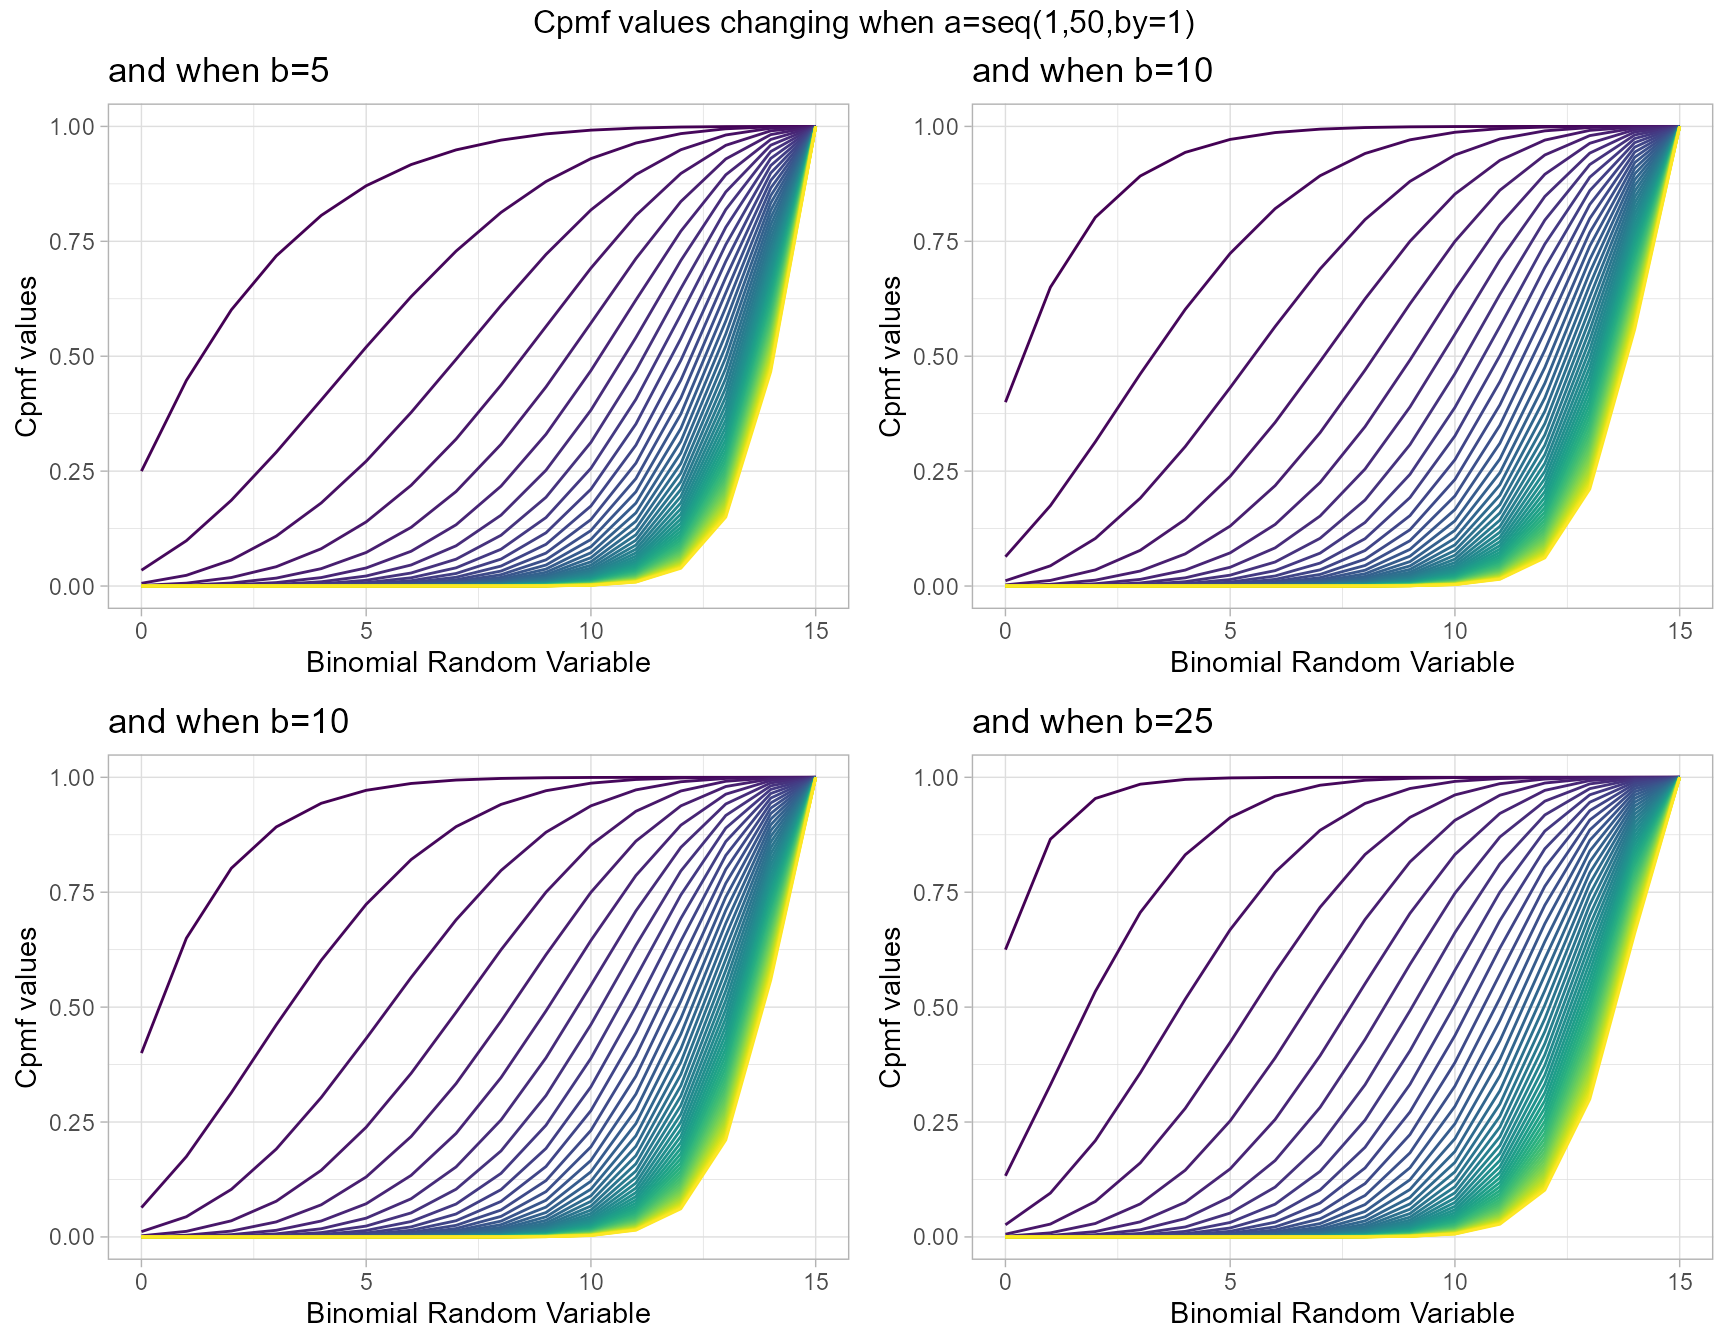 Cpmf values changing when a=seq(1,50,by=1)
and when b=5
1.00
0.75
0.50
0.25
0.00
Cpmf values
0 5 10 15
Binomial Random Variable
and when b=10
1.00
0.75
0.50
0.25
0.00
Cpmf values
0 5 10 15
Binomial Random Variable
and when b=10
1.00
0.75
0.50
0.25
0.00
Cpmf values
0 5 10 15
Binomial Random Variable
and when b=25
1.00
0.75
0.50
0.25
0.00
Cpmf values
0 5 10 15
Binomial Random Variable